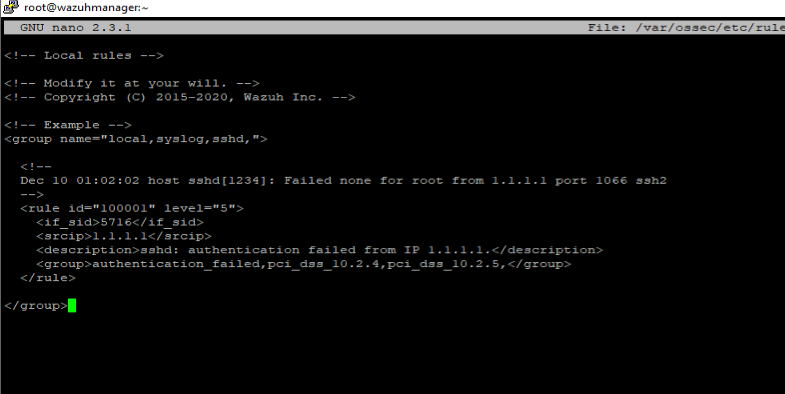 root@wazuhmanager:~
GNU nano 2.3.1 File: /var/ossec/etc/rule
<!-- Local rules -->
<!-- Modify it at your will. -->
<!-- Copyright (C) 2015-2020, Wazuh Inc. -->
<!-- Example -->
<group name="local,syslog,sshd,">
<!--
Dec 10 01:02:02 host sshd[1234]: Failed none for root from 1.1.1.1 port 1066 ssh2
-->
<rule id="100001" level="5">
<if_sid>5716</if_sid>
<srcip>1.1.1.1</srcip>
<description>sshd: authentication failed from IP 1.1.1.1.</description>
<group>authentication_failed,pci_dss_10.2.4,pci_dss_10.2.5,</group>
</rule>
</group>